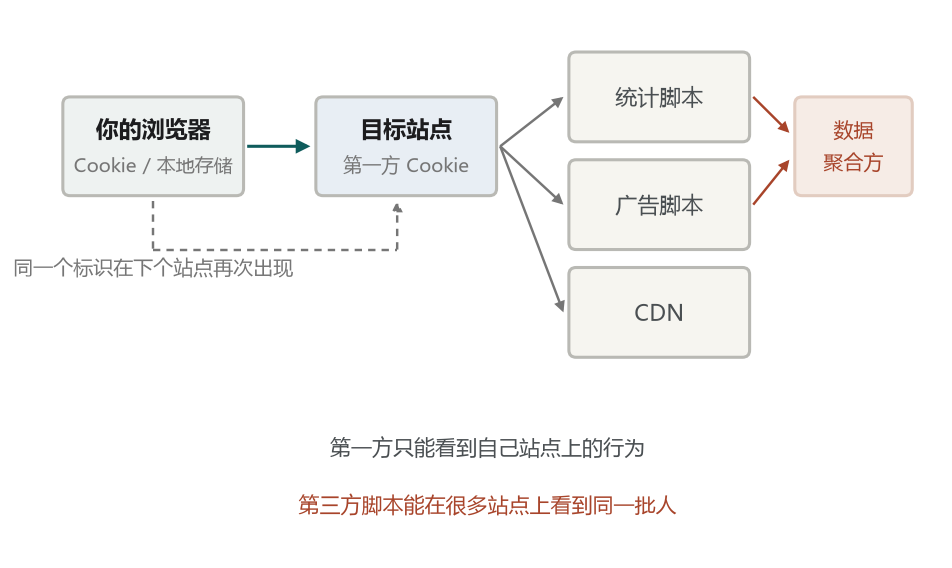 你的浏览器
Cookie / 本地存储
目标站点
第一方 Cookie
统计脚本
广告脚本
CDN
数据
聚合方
同一个标识在下个站点再次出现
第一方只能看到自己站点上的行为
第三方脚本能在很多站点上看到同一批人